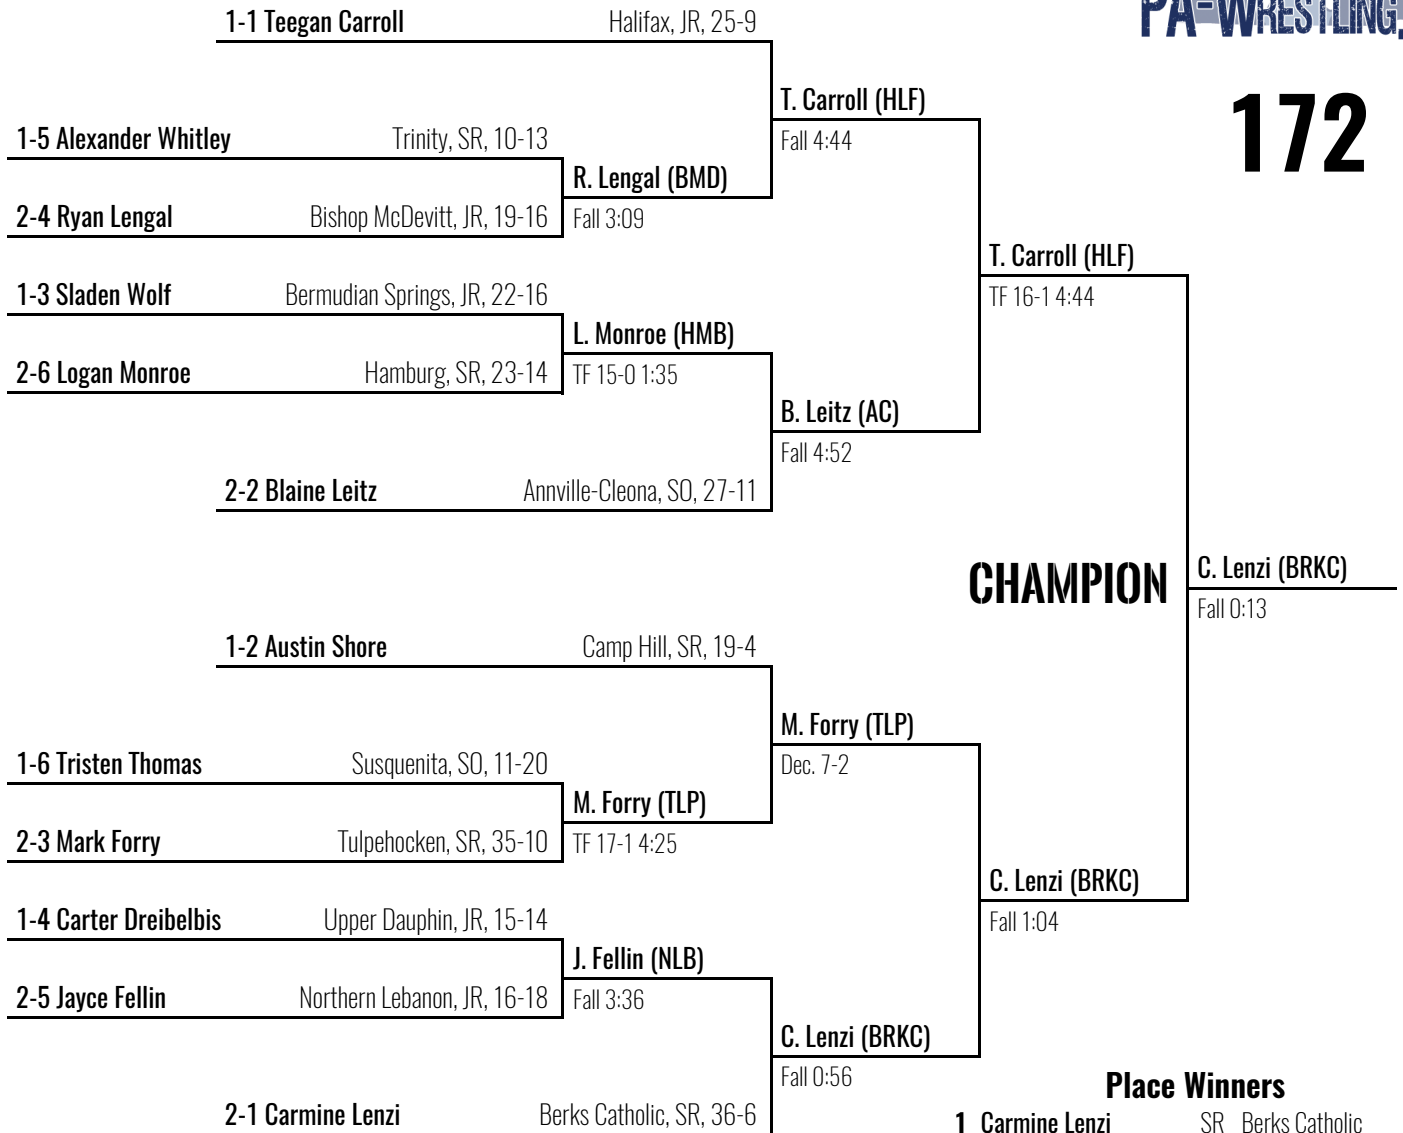 PA-WRESTLING.
172
1-1 Teegan Carroll Halifax, JR, 25-9
T. Carroll (HLF)
Fall 4:44
1-5 Alexander Whitley Trinity, SR, 10-13
R. Lengal (BMD)
Fall 3:09
2-4 Ryan Lengal Bishop McDevitt, JR, 19-16
T. Carroll (HLF)
TF 16-1 4:44
1-3 Sladen Wolf Bermudian Springs, JR, 22-16
L. Monroe (HMB)
TF 15-0 1:35
2-6 Logan Monroe Hamburg, SR, 23-14
B. Leitz (AC)
Fall 4:52
2-2 Blaine Leitz Annville-Cleona, SO, 27-11
CHAMPION
C. Lenzi (BRKC)
Fall 0:13
1-2 Austin Shore Camp Hill, SR, 19-4
M. Forry (TLP)
Dec. 7-2
1-6 Tristen Thomas Susquenita, SO, 11-20
M. Forry (TLP)
TF 17-1 4:25
2-3 Mark Forry Tulpehocken, SR, 35-10
C. Lenzi (BRKC)
Fall 1:04
1-4 Carter Dreibelbis Upper Dauphin, JR, 15-14
J. Fellin (NLB)
Fall 3:36
2-5 Jayce Fellin Northern Lebanon, JR, 16-18
C. Lenzi (BRKC)
Fall 0:56
2-1 Carmine Lenzi Berks Catholic, SR, 36-6
Place Winners
1 Carmine Lenzi SR Berks Catholic